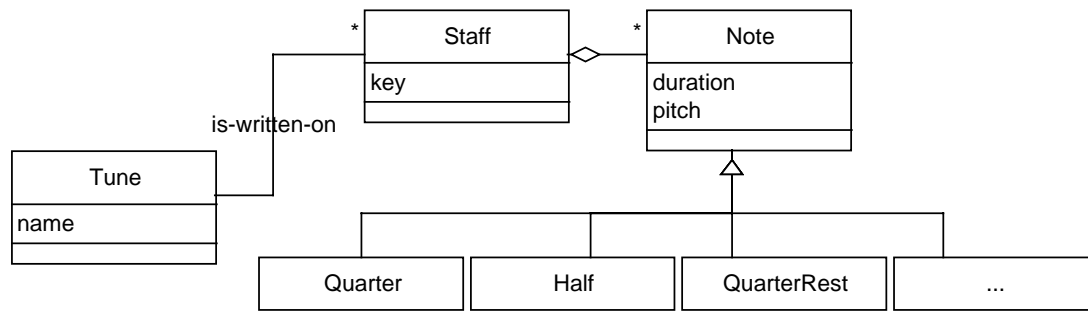 *
Staff
key
*
Note
duration
pitch
is-written-on
Tune
name
Quarter
Half
QuarterRest
...